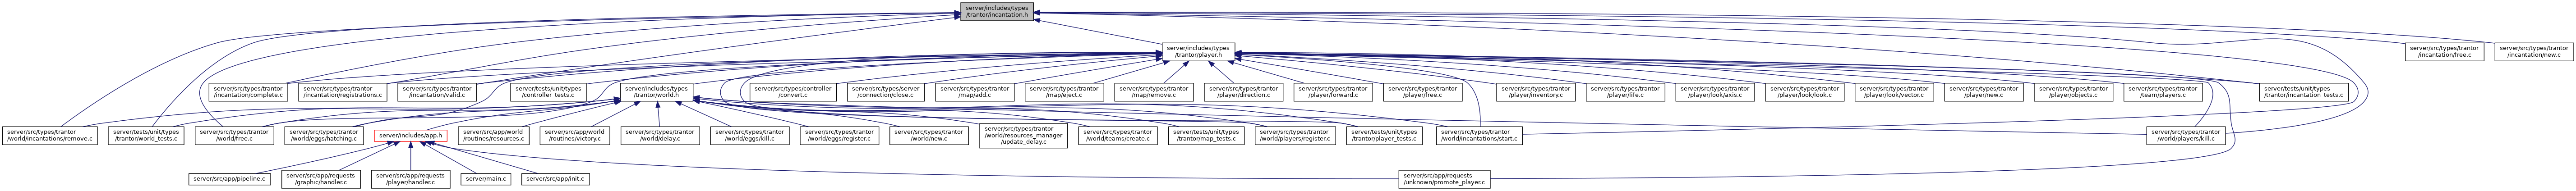 server/includes/types
/trantor/incantation.h
server/includes/types
/trantor/player.h
server/src/types/trantor
/incantation/free.c
server/src/types/trantor
/incantation/new.c
server/src/types/trantor
/incantation/complete.c
server/src/types/trantor
/incantation/registrations.c
server/src/types/trantor
/incantation/valid.c
server/tests/unit/types
/controller_tests.c
server/includes/types
/trantor/world.h
server/src/types/controller
/convert.c
server/src/types/server
/connection/close.c
server/src/types/trantor
/map/add.c
server/src/types/trantor
/map/eject.c
server/src/types/trantor
/map/remove.c
server/src/types/trantor
/player/direction.c
server/src/types/trantor
/player/forward.c
server/src/types/trantor
/player/free.c
server/src/types/trantor
/player/inventory.c
server/src/types/trantor
/player/life.c
server/src/types/trantor
/player/look/axis.c
server/src/types/trantor
/player/look/look.c
server/src/types/trantor
/player/look/vector.c
server/src/types/trantor
/player/new.c
server/src/types/trantor
/player/objects.c
server/src/types/trantor
/team/players.c
server/tests/unit/types
/trantor/incantation_tests.c
server/src/types/trantor
/world/incantations/remove.c
server/tests/unit/types
/trantor/world_tests.c
server/src/types/trantor
/world/free.c
server/src/types/trantor
/world/eggs/hatching.c
server/includes/app.h
server/src/app/world
/routines/resources.c
server/src/app/world
/routines/victory.c
server/src/types/trantor
/world/delay.c
server/src/types/trantor
/world/eggs/kill.c
server/src/types/trantor
/world/eggs/register.c
server/src/types/trantor
/world/new.c
server/src/types/trantor
/world/resources_manager
/update_delay.c
server/src/types/trantor
/world/teams/create.c
server/tests/unit/types
/trantor/map_tests.c
server/src/types/trantor
/world/players/register.c
server/tests/unit/types
/trantor/player_tests.c
server/src/types/trantor
/world/incantations/start.c
server/src/types/trantor
/world/players/kill.c
server/src/app/pipeline.c
server/src/app/requests
/graphic/handler.c
server/src/app/requests
/player/handler.c
server/main.c
server/src/app/init.c
server/src/app/requests
/unknown/promote_player.c